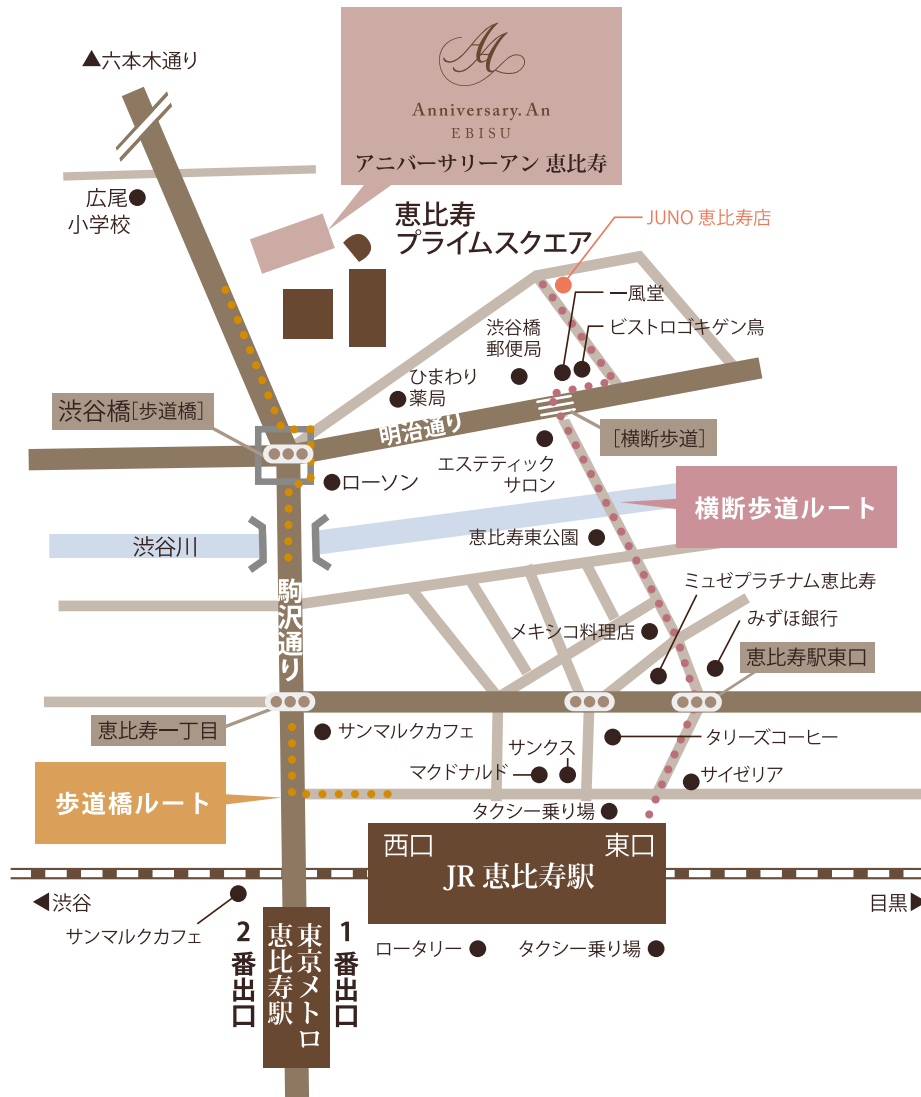 ▲六本木通り
AA
Anniversary. An
EBISU
アニバーサリーアン 恵比寿
広尾
小学校
恵比寿
プライムスクエア
JUNO 恵比寿店
一風堂
渋谷橋
郵便局
ビストロゴキゲン鳥
ひまわり
薬局
渋谷橋[歩道橋]
明治通り
[横断歩道]
エステティック
サロン
ローソン
横断歩道ルート
渋谷川
恵比寿東公園
駒沢通り
ミュゼプラチナム恵比寿
メキシコ料理店
みずほ銀行
恵比寿駅東口
恵比寿一丁目
サンマルクカフェ
サンクス
タリーズコーヒー
マクドナルド
サイゼリア
歩道橋ルート
タクシー乗り場
西口
東口
JR 恵比寿駅
◀渋谷
目黒▶
サンマルクカフェ
2番出口
東京メトロ
恵比寿駅
1番出口
ロータリー
タクシー乗り場